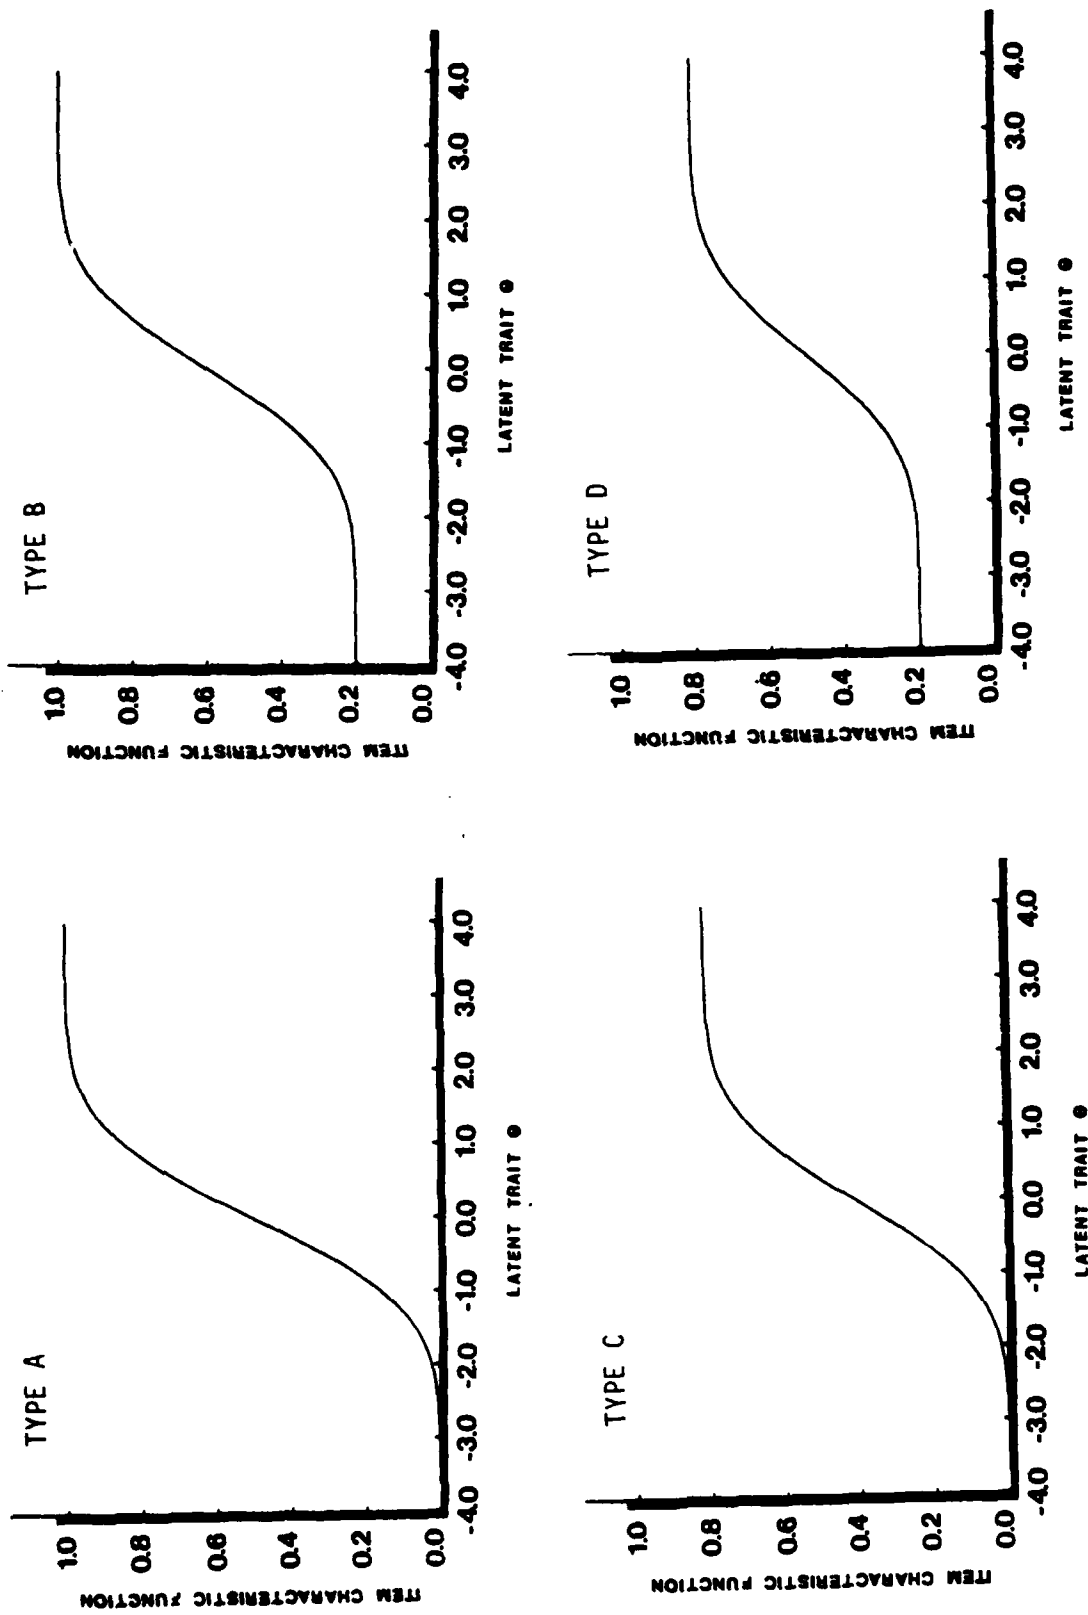 TYPE A
ITEM CHARACTERISTIC FUNCTION
1.0
0.8
0.6
0.4
0.2
0.0
-4.0 -3.0 -2.0 -1.0 0.0 1.0 2.0 3.0 4.0
LATENT TRAIT θ
TYPE B
ITEM CHARACTERISTIC FUNCTION
1.0
0.8
0.6
0.4
0.2
0.0
-4.0 -3.0 -2.0 -1.0 0.0 1.0 2.0 3.0 4.0
LATENT TRAIT θ
TYPE C
ITEM CHARACTERISTIC FUNCTION
1.0
0.8
0.6
0.4
0.2
0.0
-4.0 -3.0 -2.0 -1.0 0.0 1.0 2.0 3.0 4.0
LATENT TRAIT θ
TYPE D
ITEM CHARACTERISTIC FUNCTION
1.0
0.8
0.6
0.4
0.2
0.0
-4.0 -3.0 -2.0 -1.0 0.0 1.0 2.0 3.0 4.0
LATENT TRAIT θ